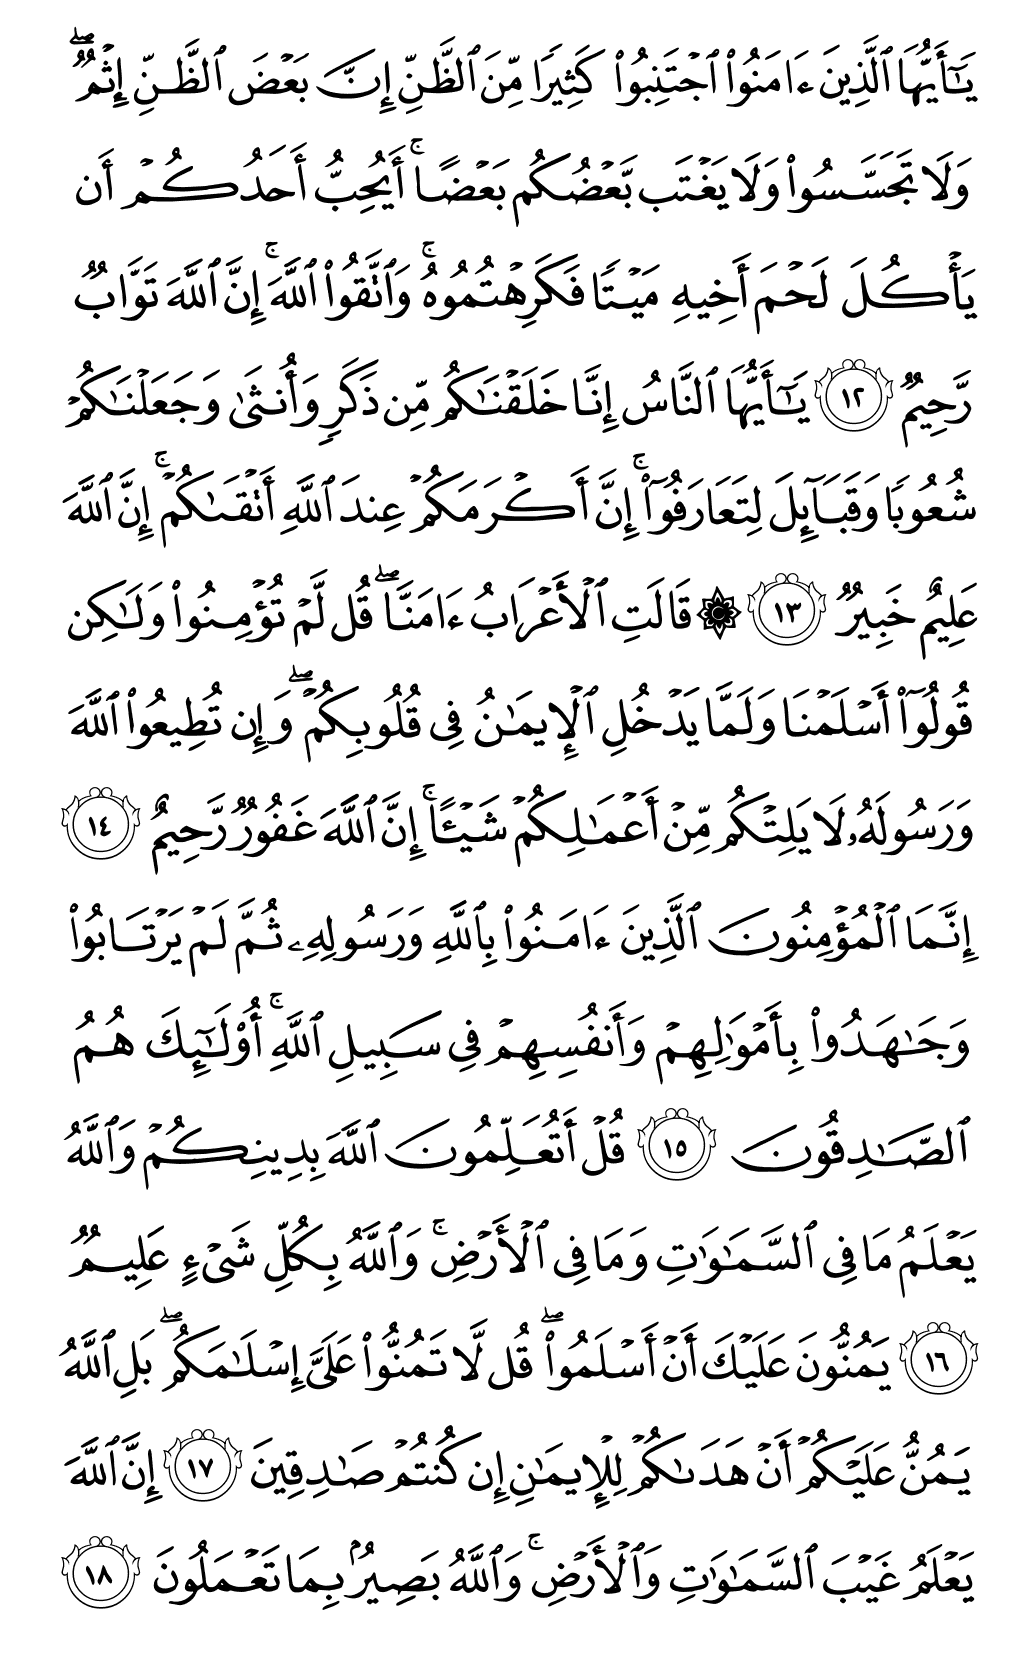 يَـٰٓأَيُّهَا ٱلَّذِينَ ءَامَنُوا۟ ٱجْتَنِبُوا۟ كَثِيرًا مِّنَ ٱلظَّنِّ إِنَّ بَعْضَ ٱلظَّنِّ إِثْمٌ ۖ
وَلَا تَجَسَّسُوا۟ وَلَا يَغْتَب بَّعْضُكُم بَعْضًا ۚ أَيُحِبُّ أَحَدُكُمْ أَن
يَأْكُلَ لَحْمَ أَخِيهِ مَيْتًا فَكَرِهْتُمُوهُ ۚ وَٱتَّقُوا۟ ٱللَّهَ ۚ إِنَّ ٱللَّهَ تَوَّابٌ
رَّحِيمٌ ١٢ يَـٰٓأَيُّهَا ٱلنَّاسُ إِنَّا خَلَقْنَـٰكُم مِّن ذَكَرٍ وَأُنثَىٰ وَجَعَلْنَـٰكُمْ
شُعُوبًا وَقَبَآئِلَ لِتَعَارَفُوٓا۟ ۚ إِنَّ أَكْرَمَكُمْ عِندَ ٱللَّهِ أَتْقَىٰكُمْ ۚ إِنَّ ٱللَّهَ
عَلِيمٌ خَبِيرٌ ١٣ ۞ قَالَتِ ٱلْأَعْرَابُ ءَامَنَّا ۖ قُل لَّمْ تُؤْمِنُوا۟ وَلَـٰكِن
قُولُوٓا۟ أَسْلَمْنَا وَلَمَّا يَدْخُلِ ٱلْإِيمَـٰنُ فِى قُلُوبِكُمْ ۖ وَإِن تُطِيعُوا۟ ٱللَّهَ
وَرَسُولَهُۥ لَا يَلِتْكُم مِّنْ أَعْمَـٰلِكُمْ شَيْـًٔا ۚ إِنَّ ٱللَّهَ غَفُورٌ رَّحِيمٌ ١٤
إِنَّمَا ٱلْمُؤْمِنُونَ ٱلَّذِينَ ءَامَنُوا۟ بِٱللَّهِ وَرَسُولِهِۦ ثُمَّ لَمْ يَرْتَابُوا۟
وَجَـٰهَدُوا۟ بِأَمْوَٰلِهِمْ وَأَنفُسِهِمْ فِى سَبِيلِ ٱللَّهِ ۚ أُو۟لَـٰٓئِكَ هُمُ
ٱلصَّـٰدِقُونَ ١٥ قُلْ أَتُعَلِّمُونَ ٱللَّهَ بِدِينِكُمْ وَٱللَّهُ
يَعْلَمُ مَا فِى ٱلسَّمَـٰوَٰتِ وَمَا فِى ٱلْأَرْضِ ۚ وَٱللَّهُ بِكُلِّ شَىْءٍ عَلِيمٌ
١٦ يَمُنُّونَ عَلَيْكَ أَنْ أَسْلَمُوا۟ ۖ قُل لَّا تَمُنُّوا۟ عَلَىَّ إِسْلَـٰمَكُم ۖ بَلِ ٱللَّهُ
يَمُنُّ عَلَيْكُمْ أَنْ هَدَىٰكُمْ لِلْإِيمَـٰنِ إِن كُنتُمْ صَـٰدِقِينَ ١٧ إِنَّ ٱللَّهَ
يَعْلَمُ غَيْبَ ٱلسَّمَـٰوَٰتِ وَٱلْأَرْضِ ۚ وَٱللَّهُ بَصِيرٌۢ بِمَا تَعْمَلُونَ ١٨